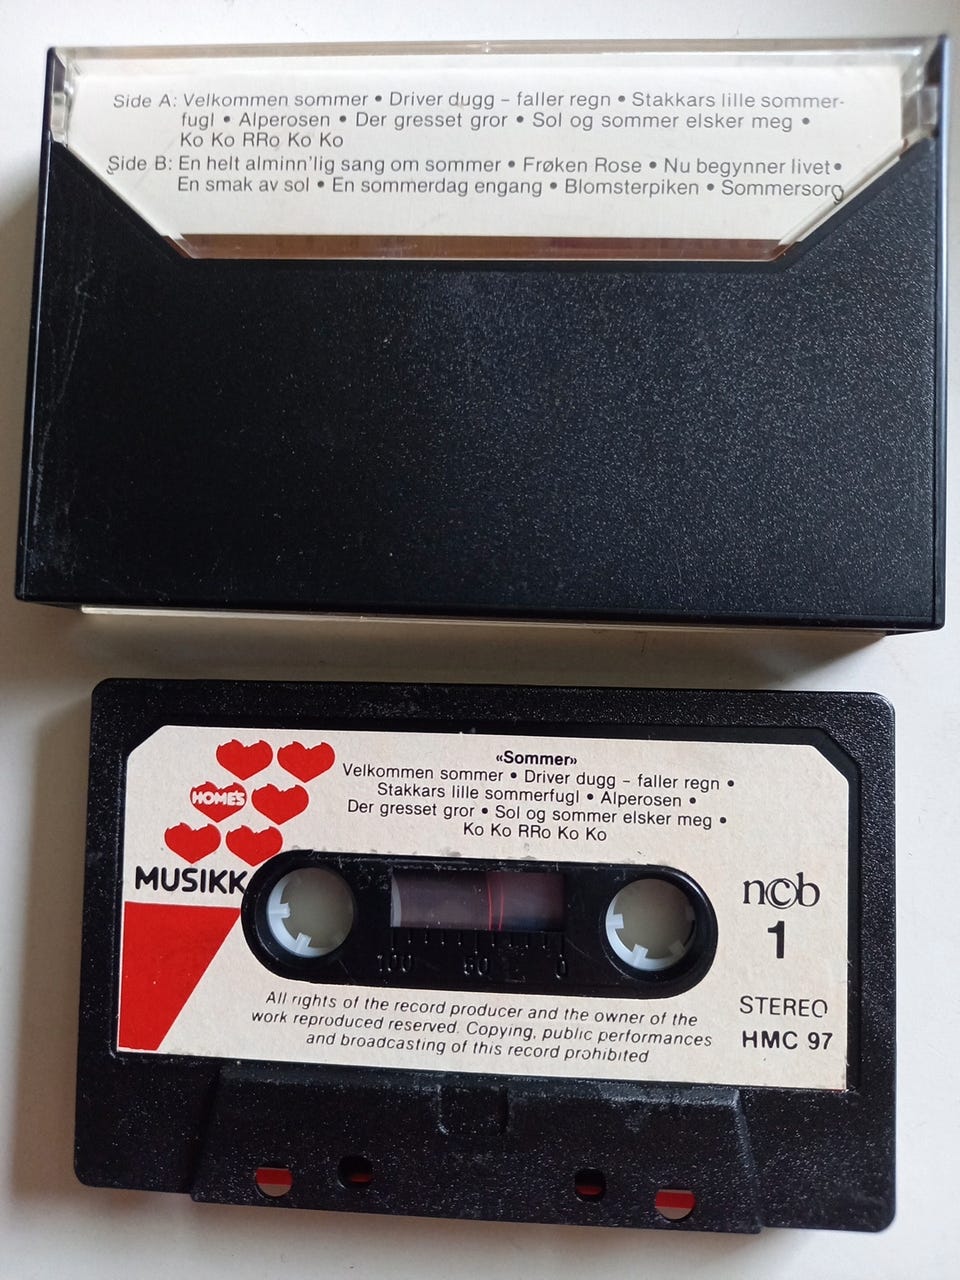 Side A: Velkommen sommer • Driver dugg – faller regn • Stakkars lille sommer-
fugl • Alperosen • Der gresset gror • Sol og sommer elsker meg •
Ko Ko RRo Ko Ko
Side B: En helt alminn'lig sang om sommer • Frøken Rose • Nu begynner livet •
En smak av sol • En sommerdag engang • Blomsterpiken • Sommersorg
«Sommer»
Velkommen sommer • Driver dugg – faller regn •
Stakkars lille sommerfugl • Alperosen •
Der gresset gror • Sol og sommer elsker meg •
Ko Ko RRo Ko Ko
HOME'S
MUSIKK
ncb
1
100 50 0
STEREO
HMC 97
All rights of the record producer and the owner of the
work reproduced reserved. Copying, public performances
and broadcasting of this record prohibited